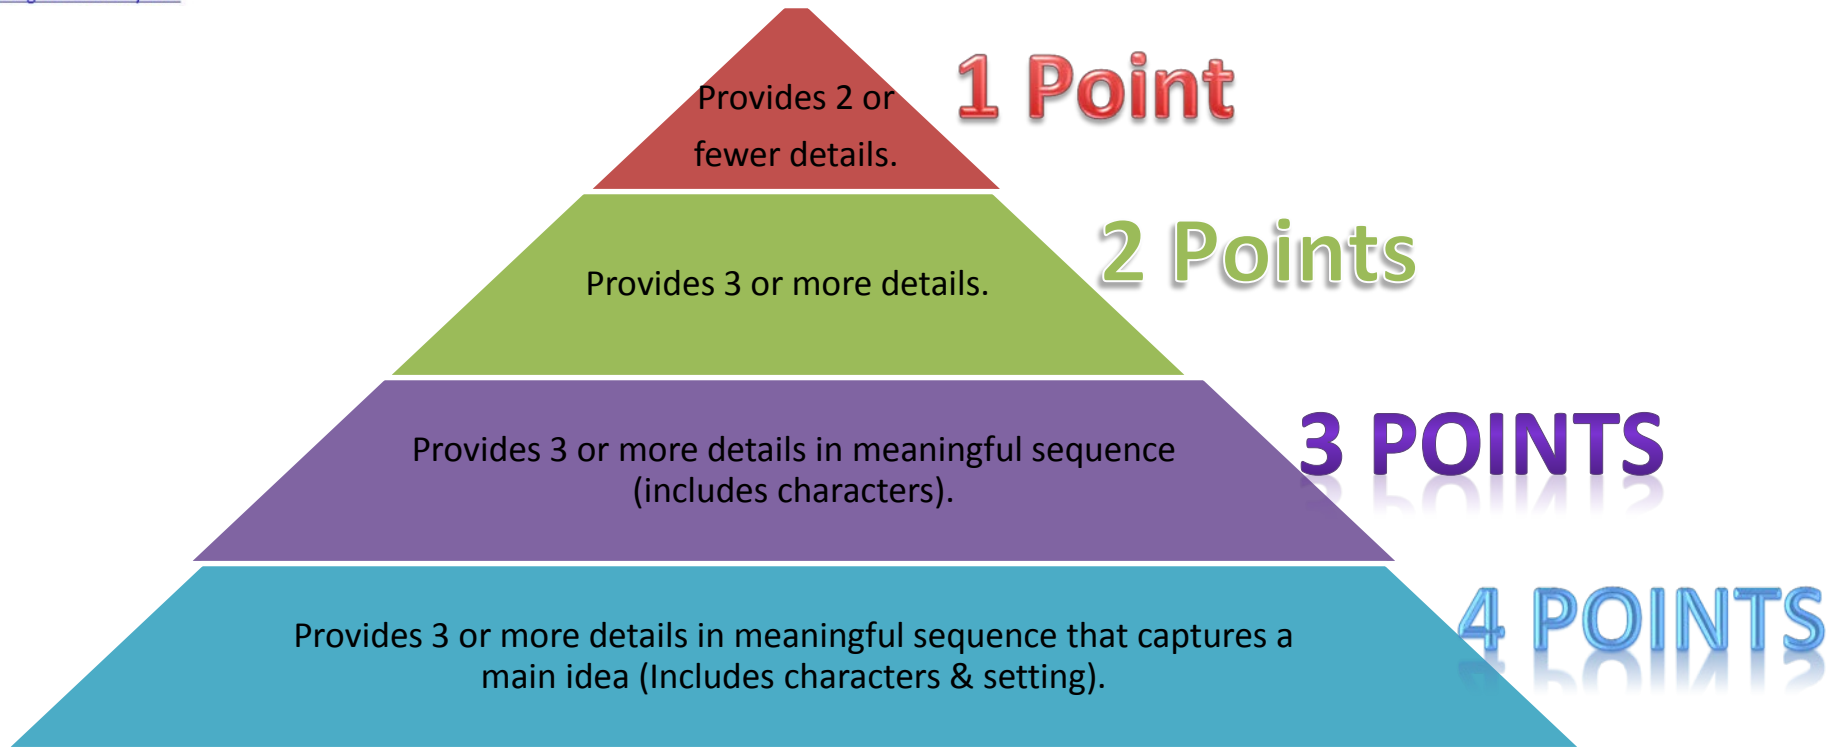 Provides 2 or
fewer details.
1 Point
Provides 3 or more details.
2 Points
Provides 3 or more details in meaningful sequence
(includes characters).
3 POINTS
Provides 3 or more details in meaningful sequence that captures a
main idea (Includes characters & setting).
4 POINTS